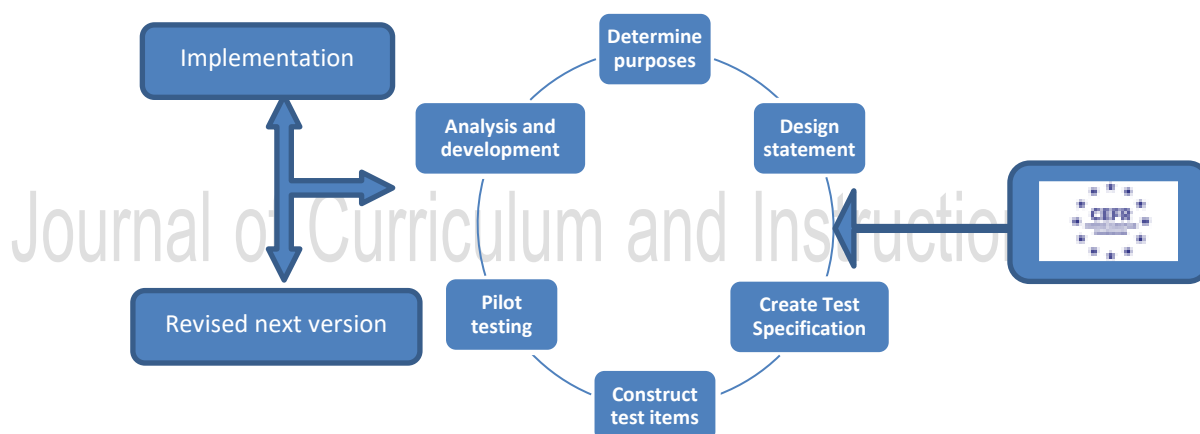 Determine
purposes
Implementation
Analysis and
development
Design
statement
Journal of Curriculum and Instruction
CEFR
Pilot
testing
Create Test
Specification
Revised next version
Construct
test items